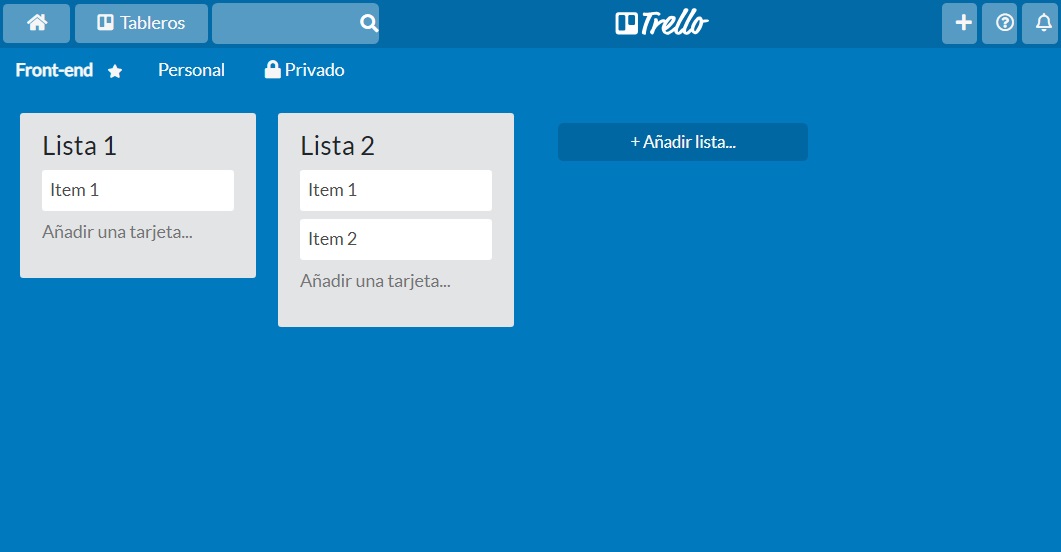 Tableros
Trello
Front-end Personal Privado
Lista 1
Item 1
Añadir una tarjeta...
Lista 2
Item 1
Item 2
Añadir una tarjeta...
+ Añadir lista...